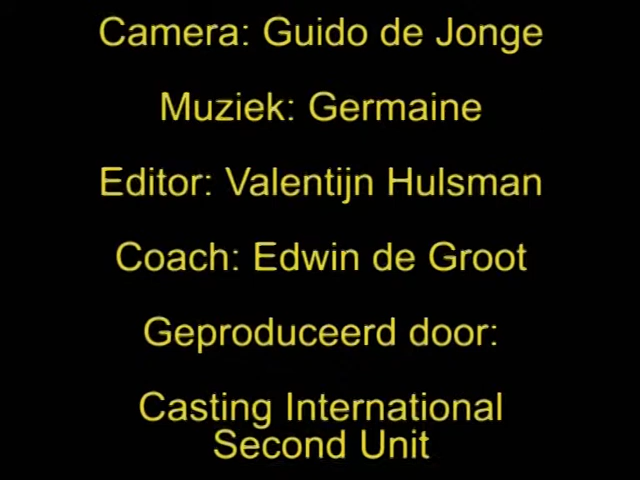 Camera: Guido de Jonge
Muziek: Germaine
Editor: Valentijn Hulsman
Coach: Edwin de Groot
Geproduceerd door:
Casting International
Second Unit